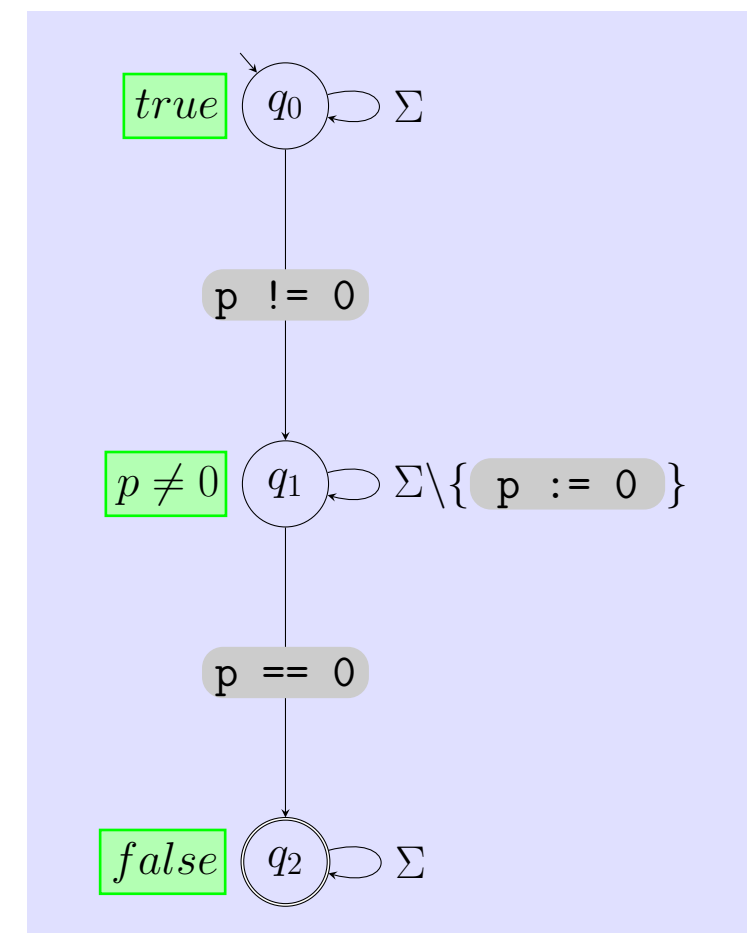 true q0 Σ
p != 0
p ≠ 0 q1 Σ\{ p := 0 }
p == 0
false q2 Σ